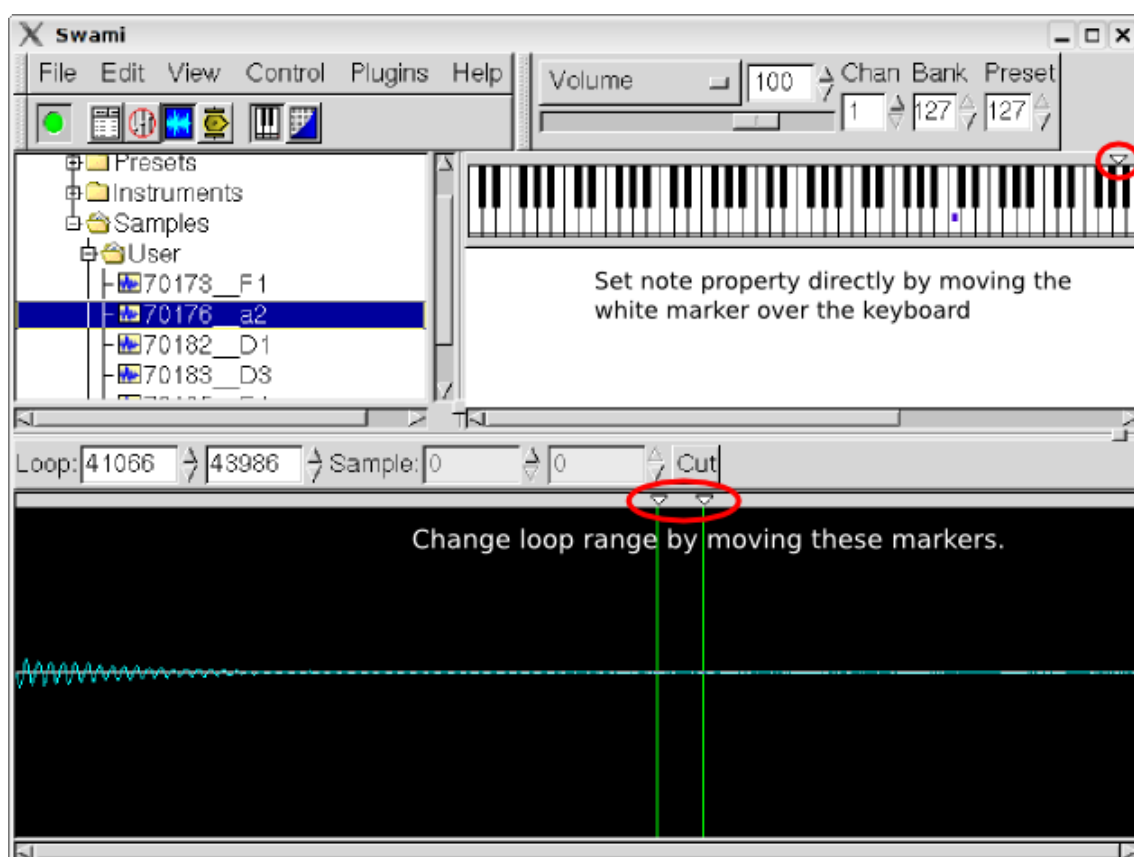 Swami
File Edit View Control Plugins Help
Volume 100 Chan Bank Preset
1 127 127
Presets
Instruments
Samples
User
70173__F1
70176__a2
70182__D1
70183__D3
Set note property directly by moving the
white marker over the keyboard
Loop: 41066 43986 Sample: 0 0 Cut
Change loop range by moving these markers.